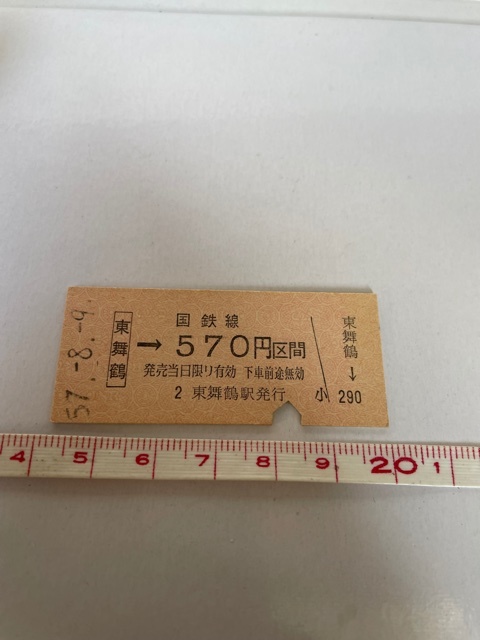 57.-8.-9.
東舞鶴
国鉄線
→570円区間
発売当日限り有効 下車前途無効
2 東舞鶴駅発行
東舞鶴
↓
小 290
4 5 6 7 8 9 20 1